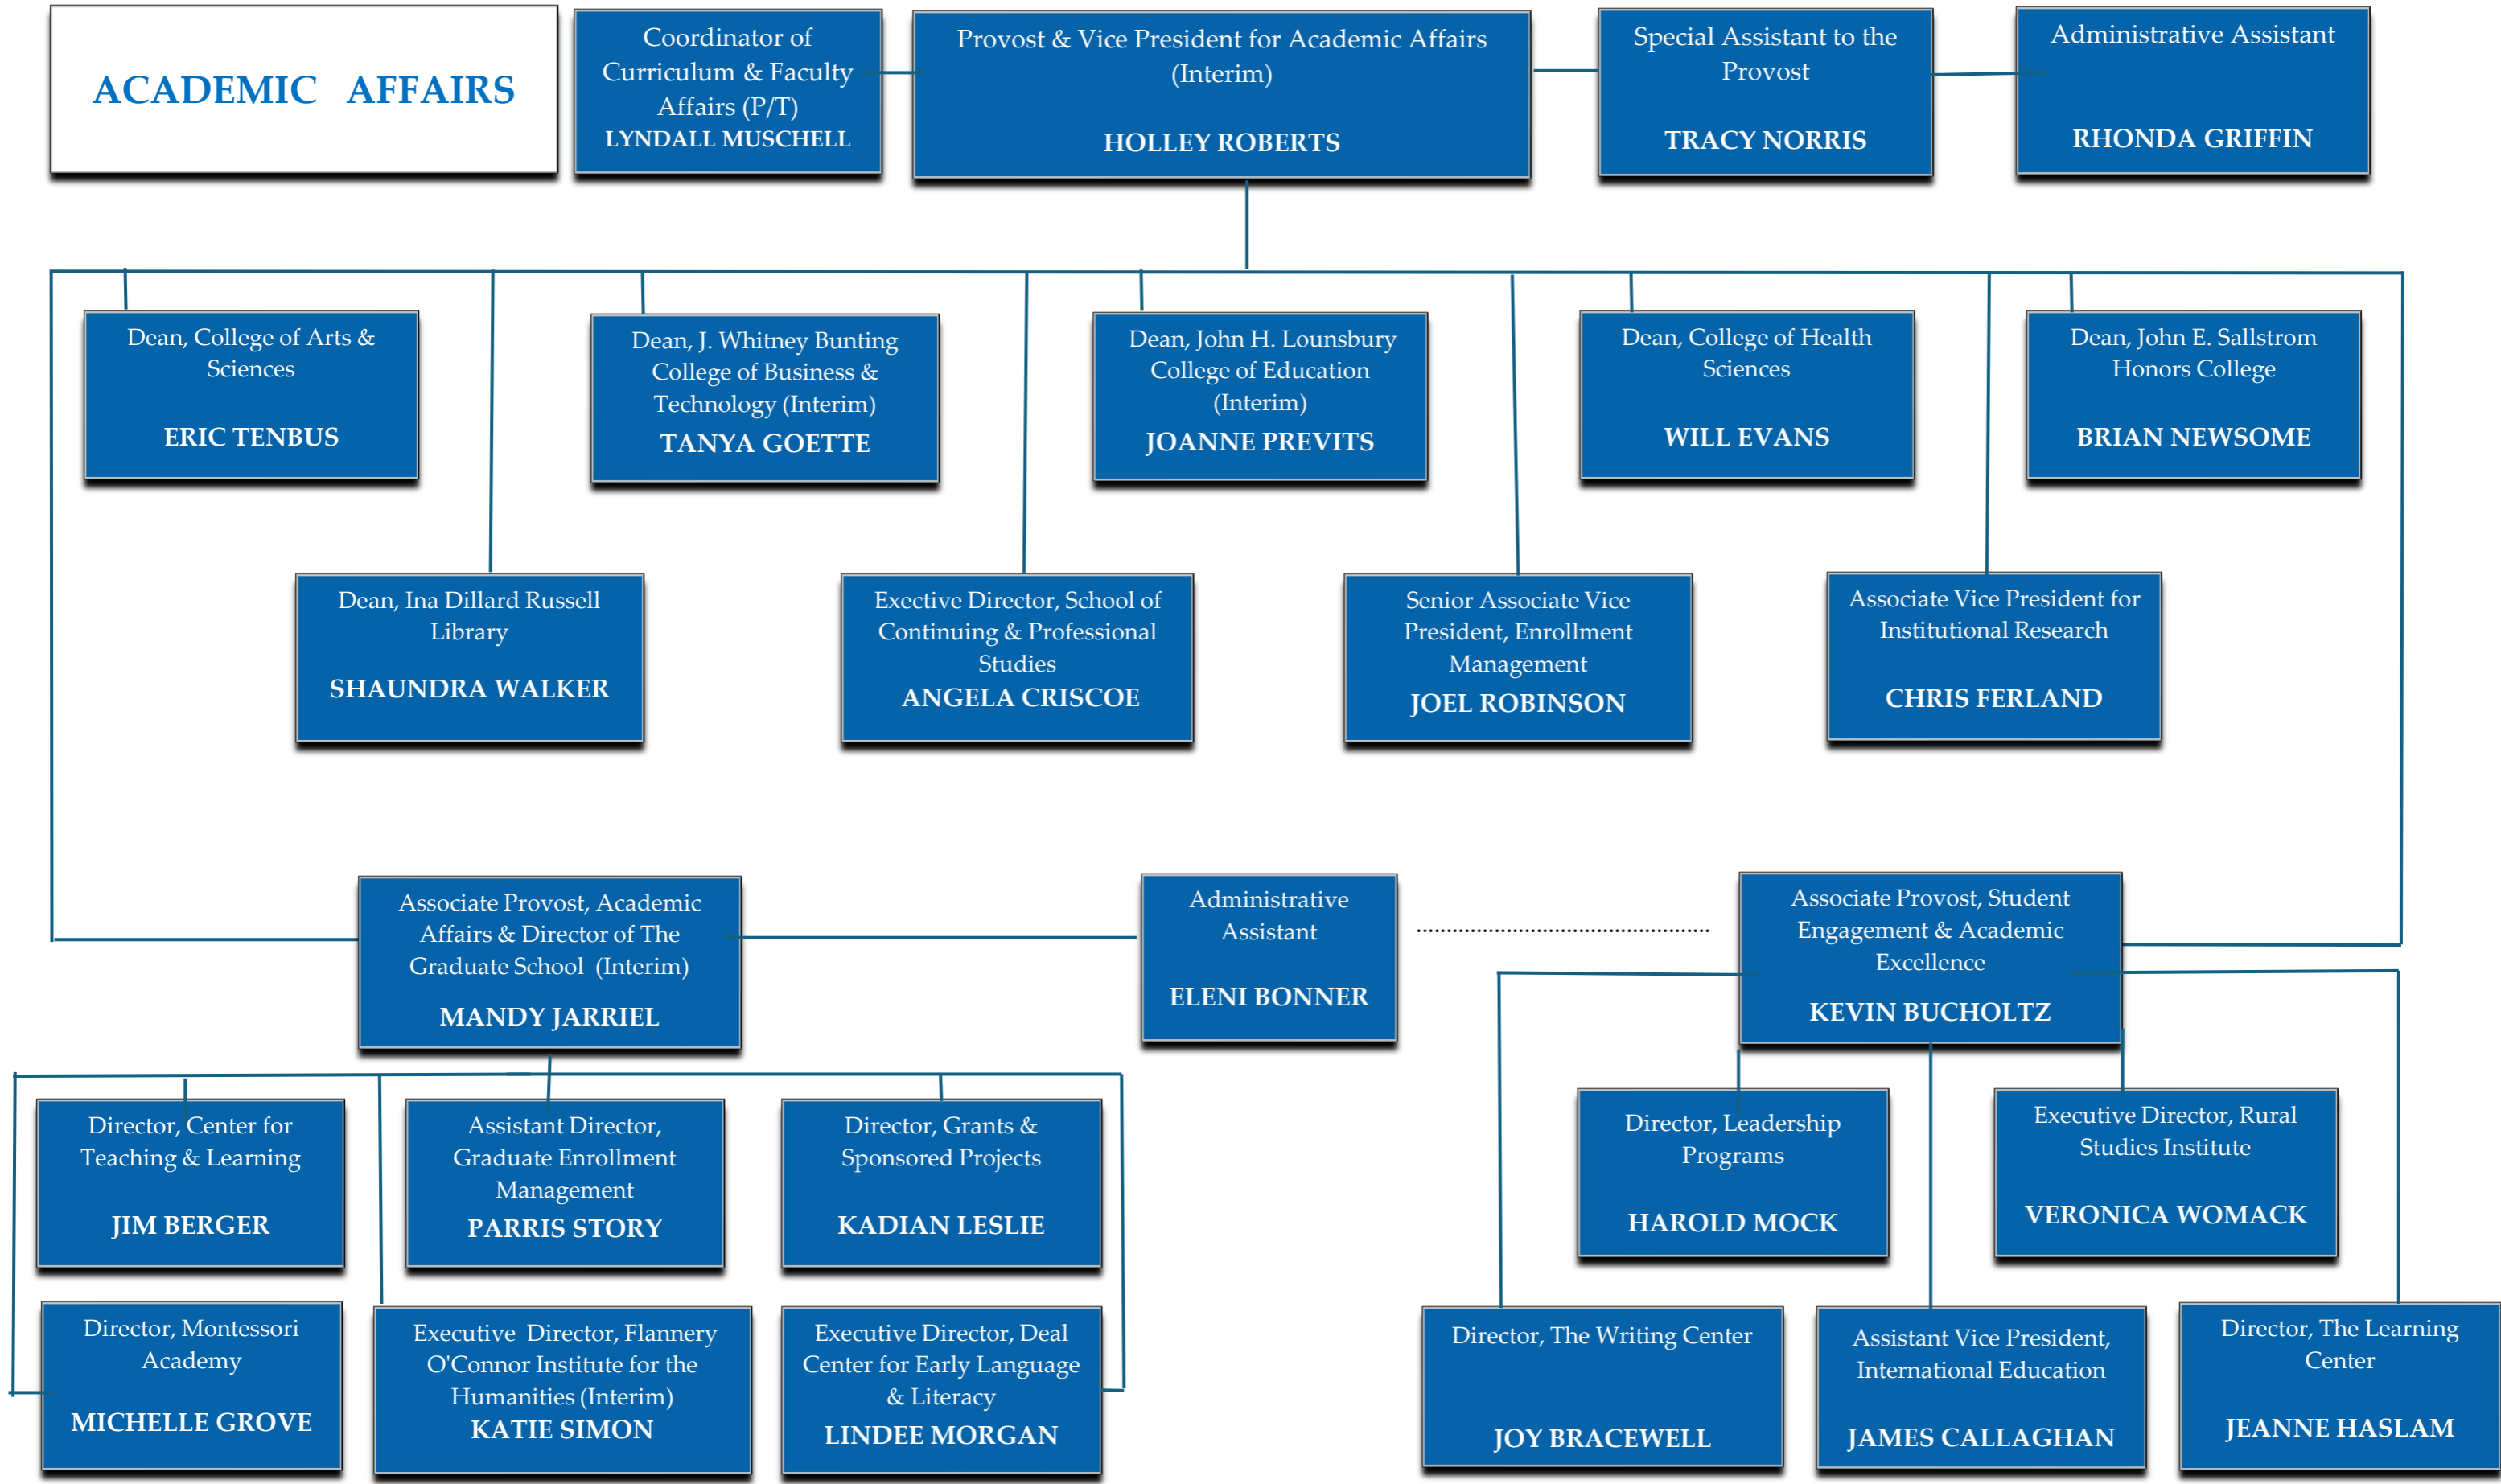 ACADEMIC AFFAIRS
Coordinator of
Curriculum & Faculty
Affairs (P/T)
LYNDALL MUSCHELL
Provost & Vice President for Academic Affairs
(Interim)
HOLLEY ROBERTS
Special Assistant to the
Provost
TRACY NORRIS
Administrative Assistant
RHONDA GRIFFIN
Dean, College of Arts &
Sciences
ERIC TENBUS
Dean, J. Whitney Bunting
College of Business &
Technology (Interim)
TANYA GOETTE
Dean, John H. Lounsbury
College of Education
(Interim)
JOANNE PREVITS
Dean, College of Health
Sciences
WILL EVANS
Dean, John E. Sallstrom
Honors College
BRIAN NEWSOME
Dean, Ina Dillard Russell
Library
SHAUNDRA WALKER
Exective Director, School of
Continuing & Professional
Studies
ANGELA CRISCOE
Senior Associate Vice
President, Enrollment
Management
JOEL ROBINSON
Associate Vice President for
Institutional Research
CHRIS FERLAND
Associate Provost, Academic
Affairs & Director of The
Graduate School (Interim)
MANDY JARRIEL
Administrative
Assistant
ELENI BONNER
Associate Provost, Student
Engagement & Academic
Excellence
KEVIN BUCHOLTZ
Director, Center for
Teaching & Learning
JIM BERGER
Assistant Director,
Graduate Enrollment
Management
PARRIS STORY
Director, Grants &
Sponsored Projects
KADIAN LESLIE
Director, Leadership
Programs
HAROLD MOCK
Executive Director, Rural
Studies Institute
VERONICA WOMACK
Director, Montessori
Academy
MICHELLE GROVE
Executive Director, Flannery
O'Connor Institute for the
Humanities (Interim)
KATIE SIMON
Executive Director, Deal
Center for Early Language
& Literacy
LINDEE MORGAN
Director, The Writing Center
JOY BRACEWELL
Assistant Vice President,
International Education
JAMES CALLAGHAN
Director, The Learning
Center
JEANNE HASLAM